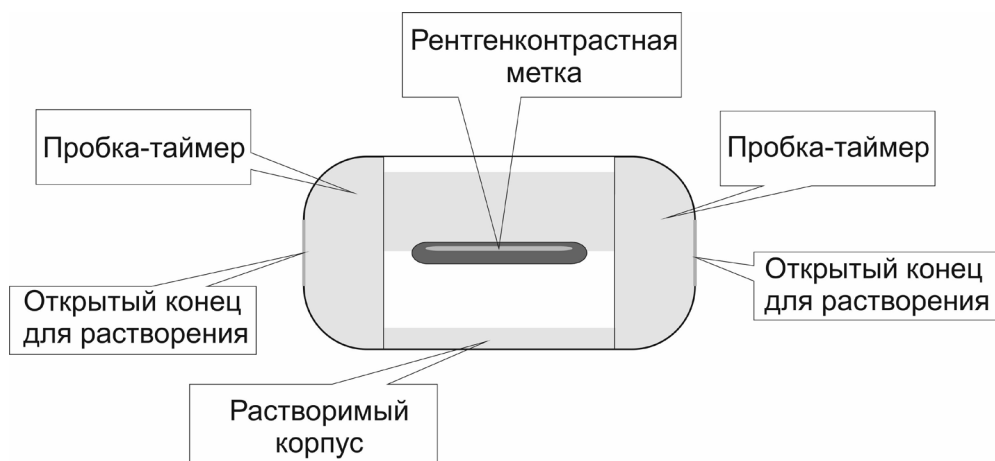 Рентгенконтрастная
метка
Пробка-таймер
Пробка-таймер
Открытый конец
для растворения
Открытый конец
для растворения
Растворимый
корпус